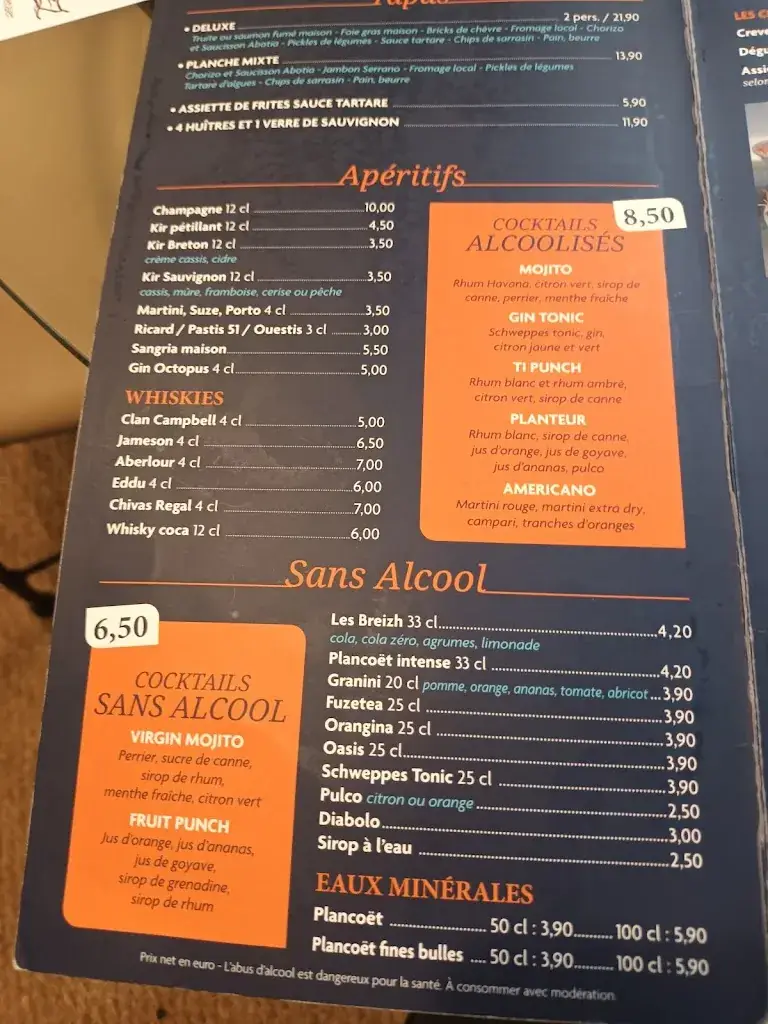 Tapas
• DELUXE 2 pers. / 21,90
Truite ou saumon fumé maison - Foie gras maison - Bricks de chèvre - Fromage local - Chorizo
et Saucisson Abotia - Pickles de légumes - Sauce tartare - Chips de sarrasin - Pain, beurre
• PLANCHE MIXTE 13,90
Chorizo et Saucisson Abotia - Jambon Serrano - Fromage local - Pickles de légumes
Tartare d'algues - Chips de sarrasin - Pain, beurre
• ASSIETTE DE FRITES SAUCE TARTARE 5,90
• 4 HUÎTRES ET 1 VERRE DE SAUVIGNON 11,90
Apéritifs
Champagne 12 cl 10,00
Kir pétillant 12 cl 4,50
Kir Breton 12 cl 3,50
crème cassis, cidre
Kir Sauvignon 12 cl 3,50
cassis, mûre, framboise, cerise ou pêche
Martini, Suze, Porto 4 cl 3,50
Ricard / Pastis 51 / Ouestis 3 cl 3,00
Sangria maison 5,50
Gin Octopus 4 cl 5,00
WHISKIES
Clan Campbell 4 cl 5,00
Jameson 4 cl 6,50
Aberlour 4 cl 7,00
Eddu 4 cl 6,00
Chivas Regal 4 cl 7,00
Whisky coca 12 cl 6,00
8,50
COCKTAILS
ALCOOLISÉS
MOJITO
Rhum Havana, citron vert, sirop de
canne, perrier, menthe fraîche
GIN TONIC
Schweppes tonic, gin,
citron jaune et vert
TI PUNCH
Rhum blanc et rhum ambré,
citron vert, sirop de canne
PLANTEUR
Rhum blanc, sirop de canne,
jus d'orange, jus de goyave,
jus d'ananas, pulco
AMERICANO
Martini rouge, martini extra dry,
campari, tranches d'oranges
Sans Alcool
6,50
COCKTAILS
SANS ALCOOL
VIRGIN MOJITO
Perrier, sucre de canne,
sirop de rhum,
menthe fraîche, citron vert
FRUIT PUNCH
Jus d'orange, jus d'ananas,
jus de goyave,
sirop de grenadine,
sirop de rhum
Les Breizh 33 cl 4,20
cola, cola zéro, agrumes, limonade
Plancoët intense 33 cl 4,20
Granini 20 cl pomme, orange, ananas, tomate, abricot 3,90
Fuzetea 25 cl 3,90
Orangina 25 cl 3,90
Oasis 25 cl 3,90
Schweppes Tonic 25 cl 3,90
Pulco citron ou orange 2,50
Diabolo 3,00
Sirop à l'eau 2,50
EAUX MINÉRALES
Plancoët 50 cl : 3,90 100 cl : 5,90
Plancoët fines bulles 50 cl : 3,90 100 cl : 5,90
Prix net en euro - L'abus d'alcool est dangereux pour la santé. À consommer avec modération.
LES